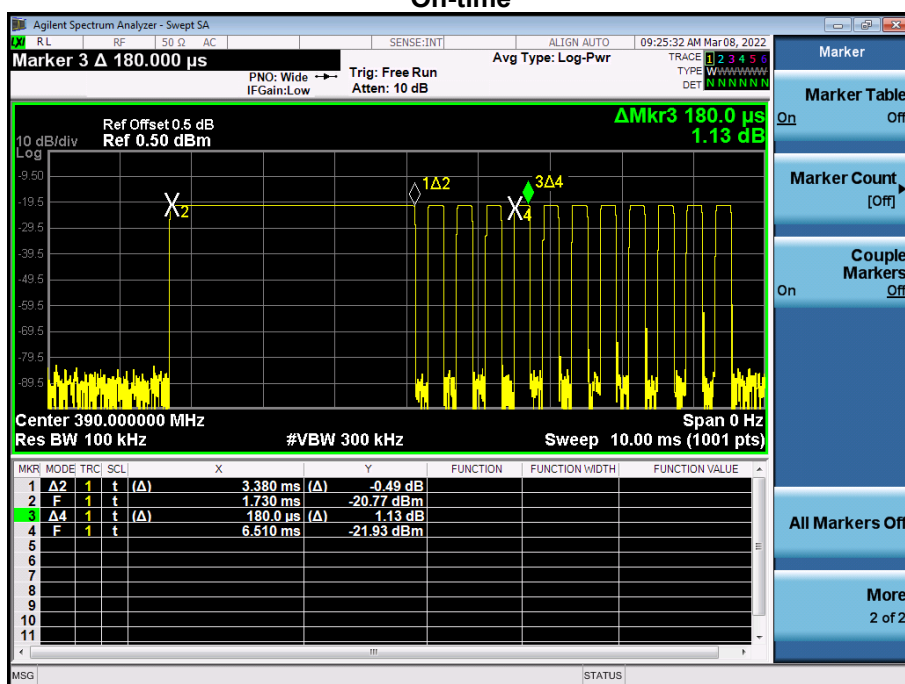 On-time
Agilent Spectrum Analyzer - Swept SA
LXI RL RF 50 Ω AC SENSE:INT ALIGN AUTO 09:25:32 AM Mar 08, 2022
Marker 3 Δ 180.000 μs
PNO: Wide
IFGain:Low
Trig: Free Run
Atten: 10 dB
Avg Type: Log-Pwr
TRACE 1 2 3 4 5 6
TYPE WWWWWW
DET N N N N N N
ΔMkr3 180.0 μs
1.13 dB
Ref Offset 0.5 dB
10 dB/div Ref 0.50 dBm
Log
-9.50
-19.5
-29.5
-39.5
-49.5
-59.5
-69.5
-79.5
-89.5
X2
1Δ2
3Δ4
X4
Center 390.000000 MHz Span 0 Hz
Res BW 100 kHz #VBW 300 kHz Sweep 10.00 ms (1001 pts)
MKR MODE TRC SCL X Y FUNCTION FUNCTION WIDTH FUNCTION VALUE
1 Δ2 1 t (Δ) 3.380 ms (Δ) -0.49 dB
2 F 1 t 1.730 ms -20.77 dBm
3 Δ4 1 t (Δ) 180.0 μs (Δ) 1.13 dB
4 F 1 t 6.510 ms -21.93 dBm
5
6
7
8
9
10
11
MSG STATUS
Marker
Marker Table
On Off
Marker Count
[Off]
Couple
Markers
On Off
All Markers Off
More
2 of 2